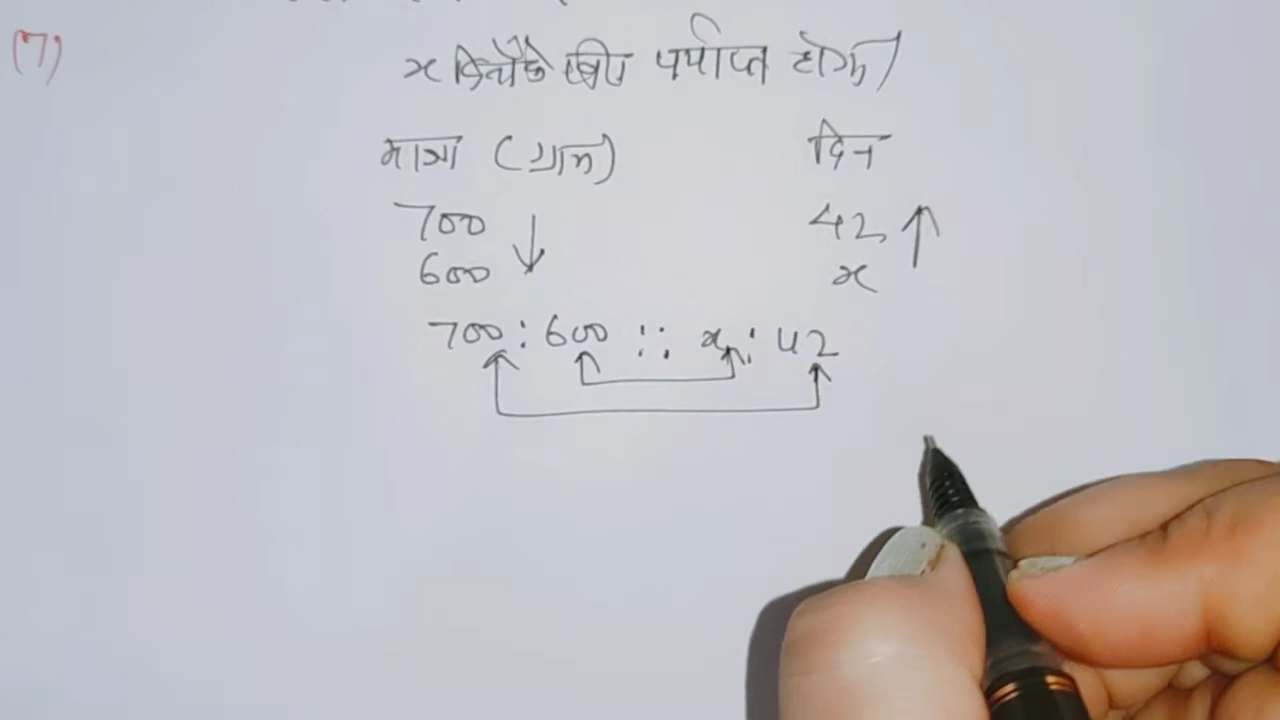 (7)
x दिनों के लिए पर्याप्त होगा
मात्रा (ग्राम) दिन
700 ↓ 42 ↑
600 x
700 : 600 :: x : 42